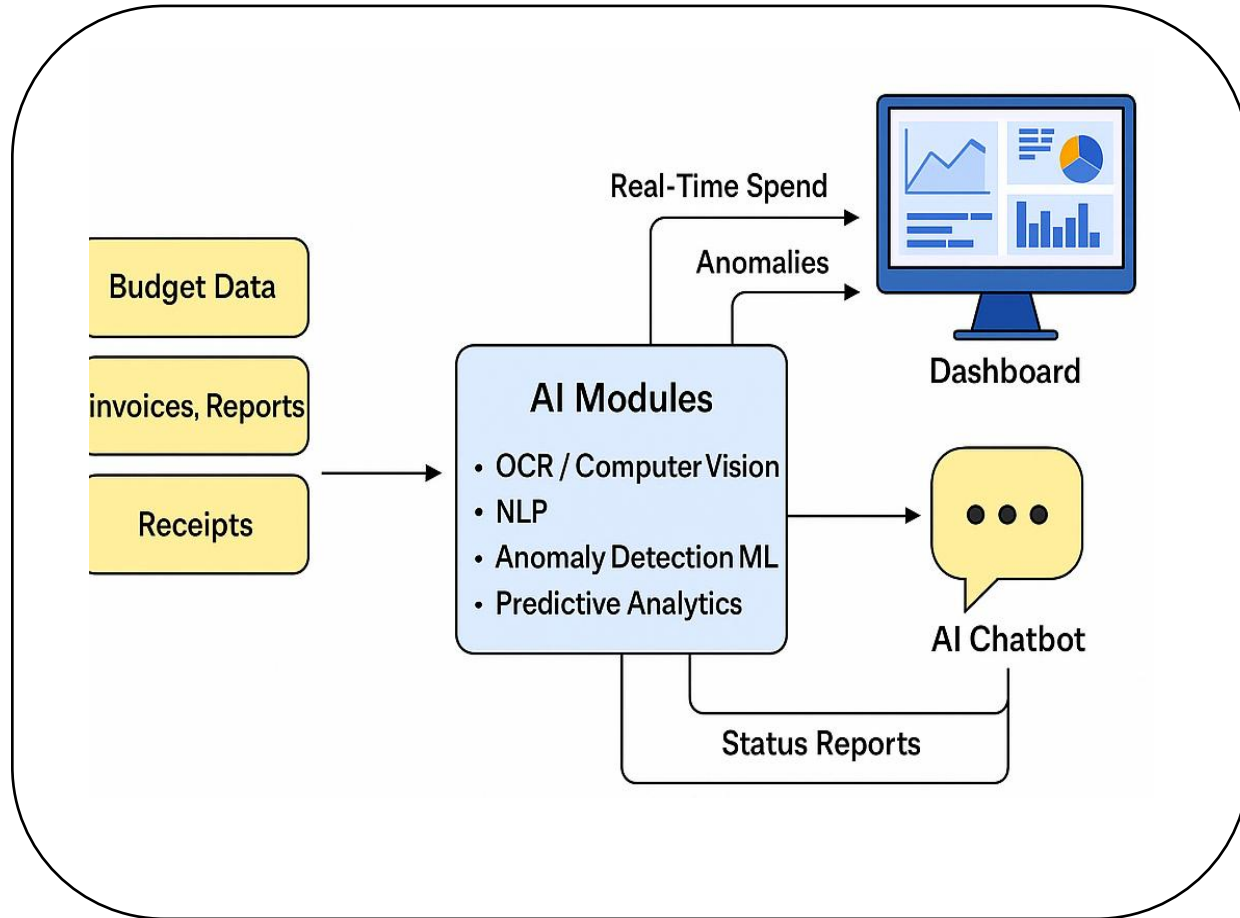 Real-Time Spend
Anomalies
Budget Data
invoices, Reports
Receipts
AI Modules
• OCR / Computer Vision
• NLP
• Anomaly Detection ML
• Predictive Analytics
Dashboard
AI Chatbot
Status Reports